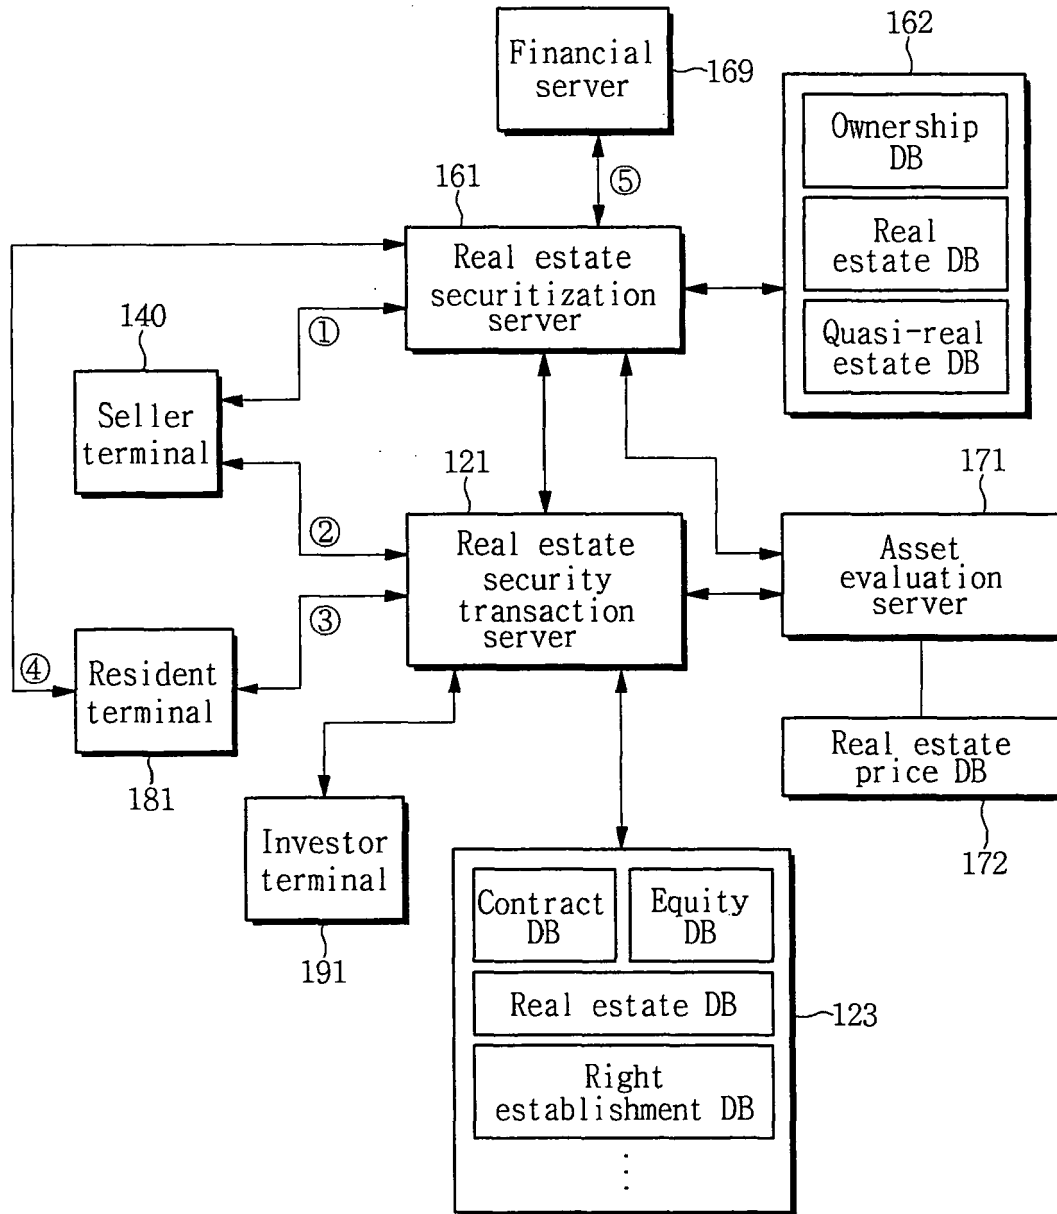 Financial
server
169
162
Ownership
DB
Real
estate DB
Quasi-real
estate DB
⑤
161
Real estate
securitization
server
①
140
Seller
terminal
②
121
Real estate
security
transaction
server
171
Asset
evaluation
server
③
④
Resident
terminal
181
Real estate
price DB
172
Investor
terminal
191
Contract
DB
Equity
DB
Real estate DB
Right
establishment DB
⋮
123